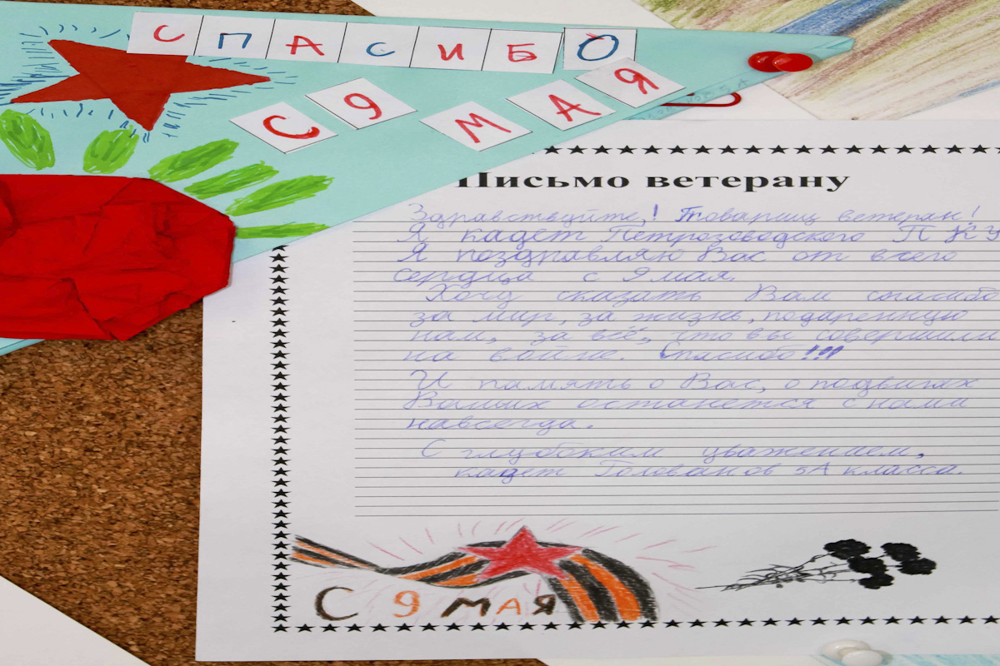 СПАСИБО
С 9 МАЯ
Письмо ветерану
Здравствуйте,! Товарищ ветеран!
Я кадет Петрозоводского ПКУ
Я поздравляю Вас от всего
сердца с 9 мая.
Хочу сказать Вам спасибо
за мир, за жизнь, подаренную
нам, за всё, что вы совершили
на войне. Спасибо!!!
И память о Вас, о подвигах
Ваших останется с нами
навсегда.
С глубоким уважением,
кадет Голованов 5А класса.
С 9 МАЯ